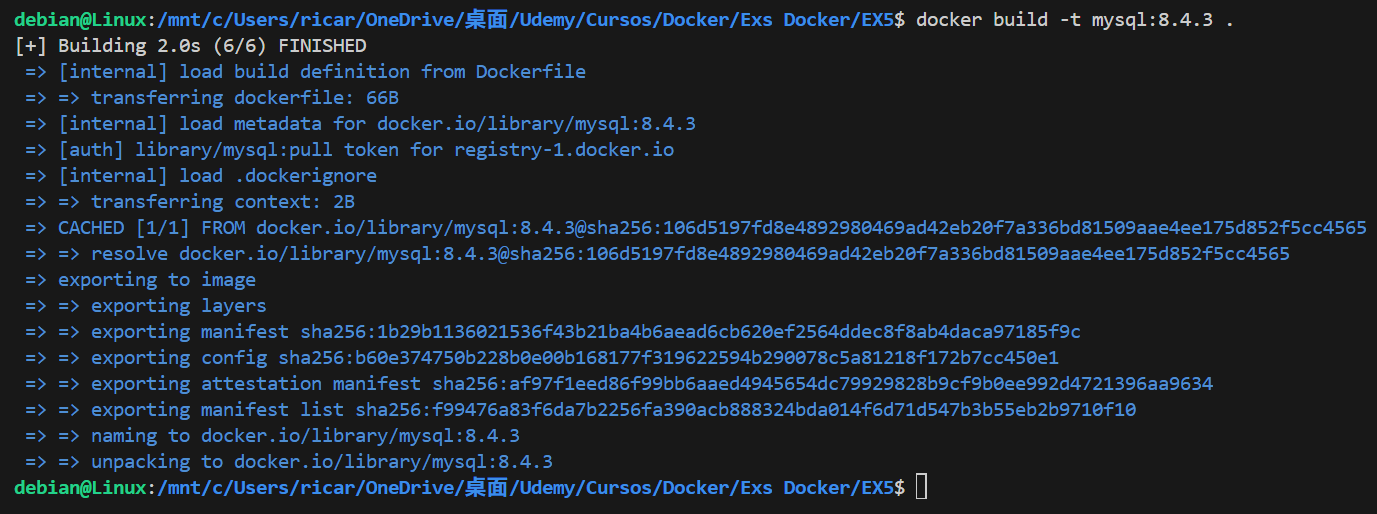 debian@Linux:/mnt/c/Users/ricar/OneDrive/桌面/Udemy/Cursos/Docker/Exs Docker/EX5$ docker build -t mysql:8.4.3 .
[+] Building 2.0s (6/6) FINISHED
=> [internal] load build definition from Dockerfile
=> => transferring dockerfile: 66B
=> [internal] load metadata for docker.io/library/mysql:8.4.3
=> [auth] library/mysql:pull token for registry-1.docker.io
=> [internal] load .dockerignore
=> => transferring context: 2B
=> CACHED [1/1] FROM docker.io/library/mysql:8.4.3@sha256:106d5197fd8e4892980469ad42eb20f7a336bd81509aae4ee175d852f5cc4565
=> => resolve docker.io/library/mysql:8.4.3@sha256:106d5197fd8e4892980469ad42eb20f7a336bd81509aae4ee175d852f5cc4565
=> exporting to image
=> => exporting layers
=> => exporting manifest sha256:1b29b1136021536f43b21ba4b6aead6cb620ef2564ddec8f8ab4daca97185f9c
=> => exporting config sha256:b60e374750b228b0e00b168177f319622594b290078c5a81218f172b7cc450e1
=> => exporting attestation manifest sha256:af97f1eed86f99bb6aaed4945654dc79929828b9cf9b0ee992d4721396aa9634
=> => exporting manifest list sha256:f99476a83f6da7b2256fa390acb888324bda014f6d71d547b3b55eb2b9710f10
=> => naming to docker.io/library/mysql:8.4.3
=> => unpacking to docker.io/library/mysql:8.4.3
debian@Linux:/mnt/c/Users/ricar/OneDrive/桌面/Udemy/Cursos/Docker/Exs Docker/EX5$